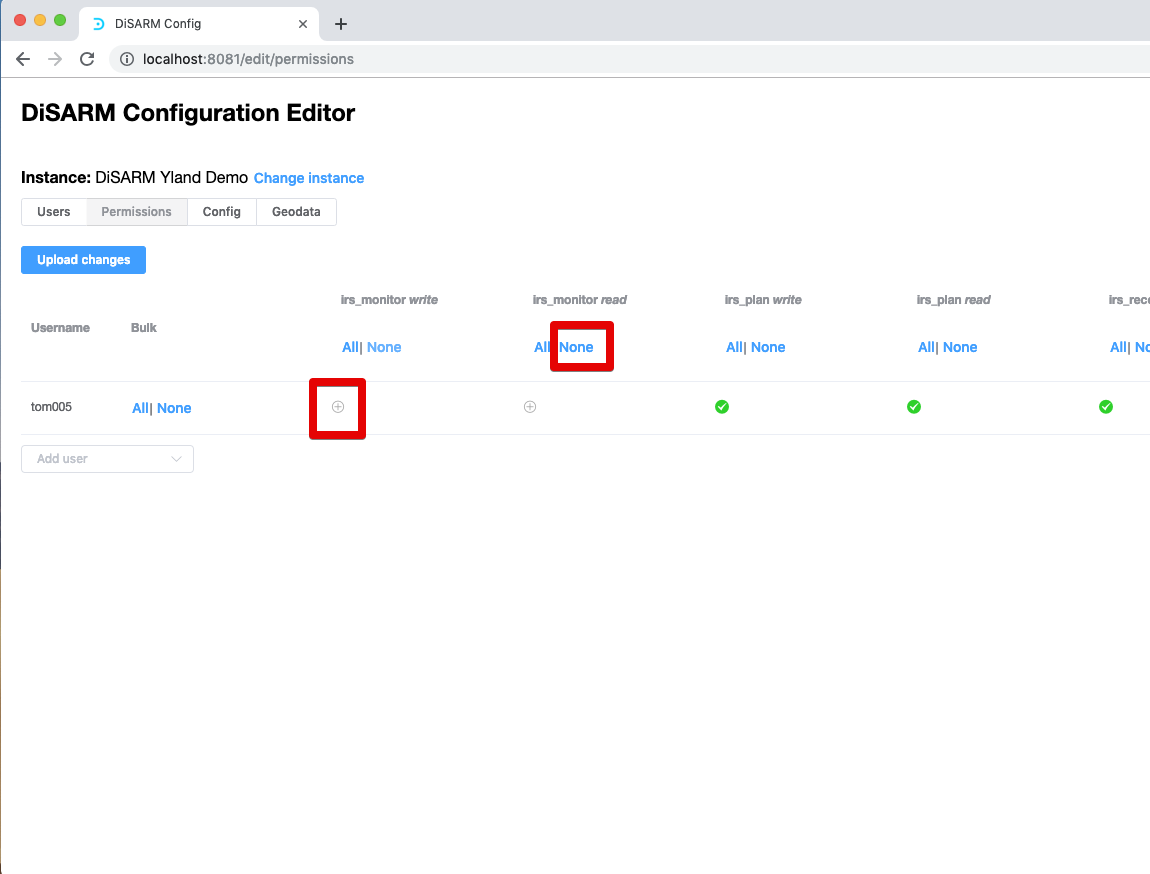 DiSARM Config
localhost:8081/edit/permissions
DiSARM Configuration Editor
Instance: DiSARM Yland Demo Change instance
Users Permissions Config Geodata
Upload changes
irs_monitor write irs_monitor read irs_plan write irs_plan read irs_rec
Username Bulk
All| None All| None All| None All| None All| No
tom005 All| None
Add user